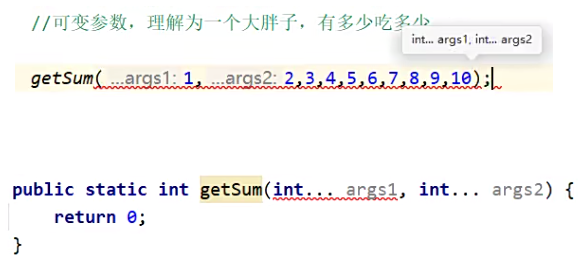 //可变参数，理解为一个大胖子，有多少吃多少
int... args1, int... args2
getSum( ...args1: 1, ...args2: 2,3,4,5,6,7,8,9,10);
public static int getSum(int... args1, int... args2) {
return 0;
}